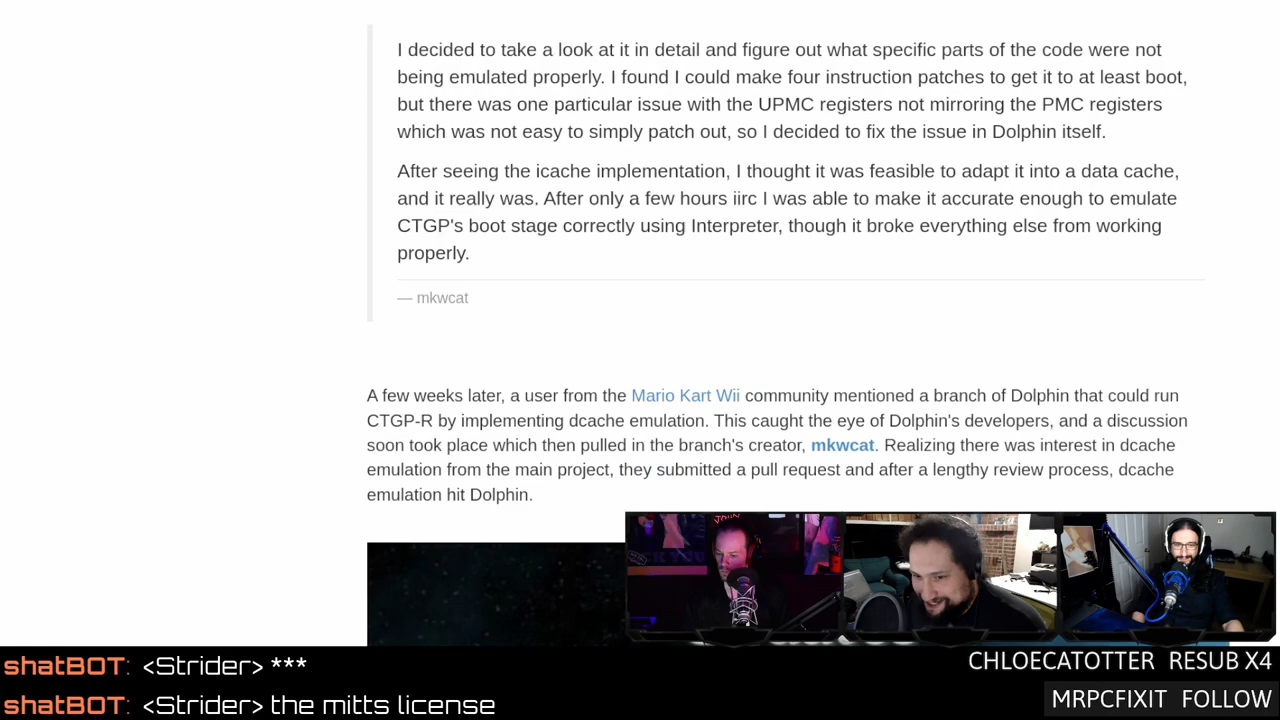 I decided to take a look at it in detail and figure out what specific parts of the code were not
being emulated properly. I found I could make four instruction patches to get it to at least boot,
but there was one particular issue with the UPMC registers not mirroring the PMC registers
which was not easy to simply patch out, so I decided to fix the issue in Dolphin itself.
After seeing the icache implementation, I thought it was feasible to adapt it into a data cache,
and it really was. After only a few hours iirc I was able to make it accurate enough to emulate
CTGP's boot stage correctly using Interpreter, though it broke everything else from working
properly.
— mkwcat
A few weeks later, a user from the Mario Kart Wii community mentioned a branch of Dolphin that could run
CTGP-R by implementing dcache emulation. This caught the eye of Dolphin's developers, and a discussion
soon took place which then pulled in the branch's creator, mkwcat. Realizing there was interest in dcache
emulation from the main project, they submitted a pull request and after a lengthy review process, dcache
emulation hit Dolphin.
shatBOT: <Strider> ***
shatBOT: <Strider> the mitts license
CHLOECATOTTER RESUB X4
MRPCFIXIT FOLLOW